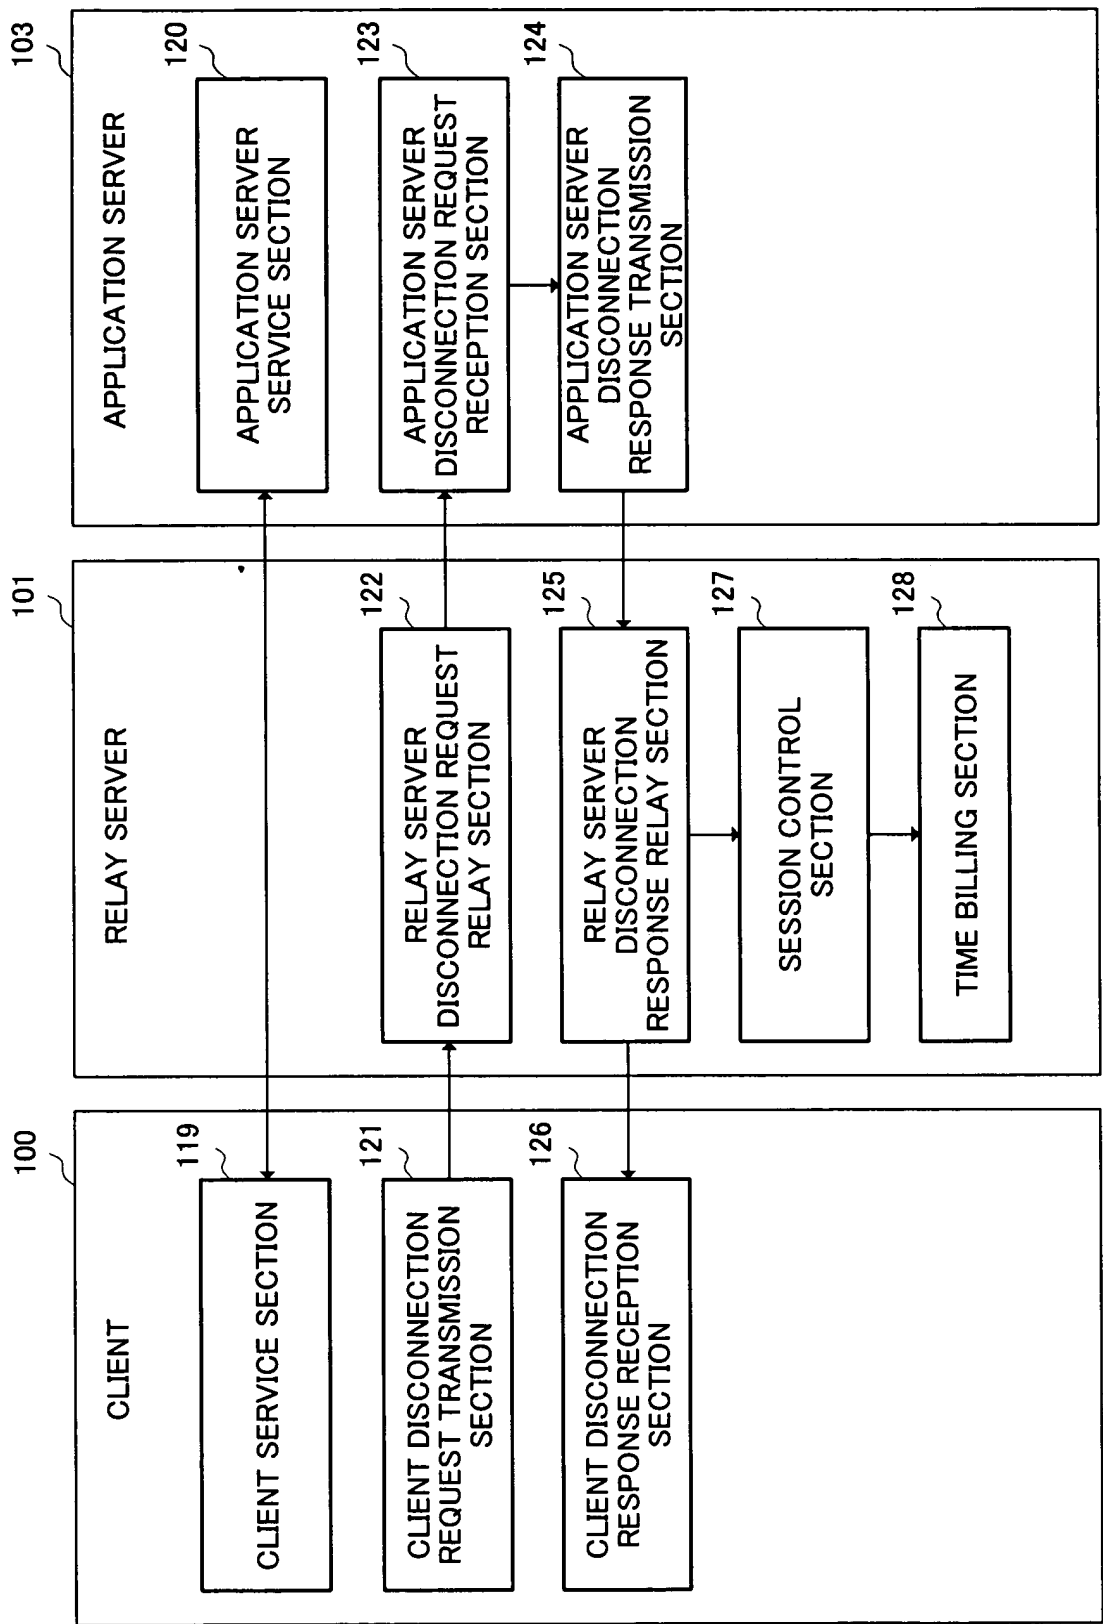 100
CLIENT
119
CLIENT SERVICE SECTION
121
CLIENT DISCONNECTION
REQUEST TRANSMISSION
SECTION
126
CLIENT DISCONNECTION
RESPONSE RECEPTION
SECTION
101
RELAY SERVER
122
RELAY SERVER
DISCONNECTION REQUEST
RELAY SECTION
125
RELAY SERVER
DISCONNECTION
RESPONSE RELAY SECTION
127
SESSION CONTROL
SECTION
128
TIME BILLING SECTION
103
APPLICATION SERVER
120
APPLICATION SERVER
SERVICE SECTION
123
APPLICATION SERVER
DISCONNECTION REQUEST
RECEPTION SECTION
124
APPLICATION SERVER
DISCONNECTION
RESPONSE TRANSMISSION
SECTION